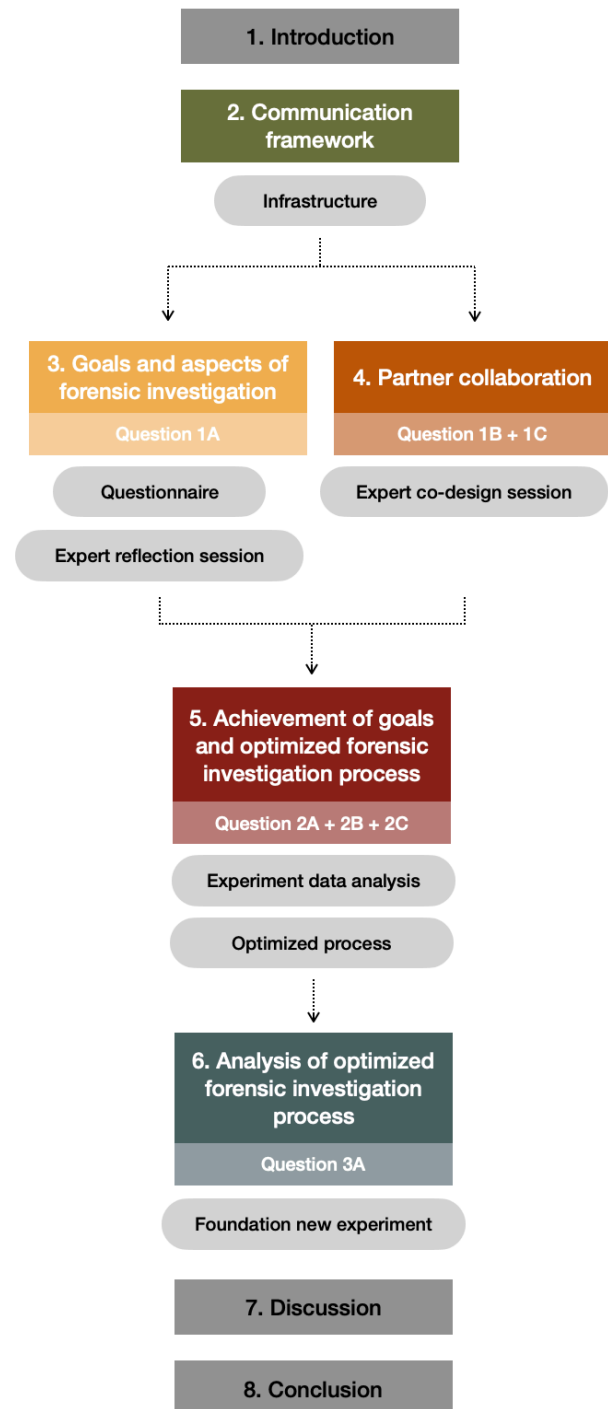 1. Introduction
2. Communication
framework
Infrastructure
3. Goals and aspects of
forensic investigation
Question 1A
Questionnaire
Expert reflection session
4. Partner collaboration
Question 1B + 1C
Expert co-design session
5. Achievement of goals
and optimized forensic
investigation process
Question 2A + 2B + 2C
Experiment data analysis
Optimized process
6. Analysis of optimized
forensic investigation
process
Question 3A
Foundation new experiment
7. Discussion
8. Conclusion